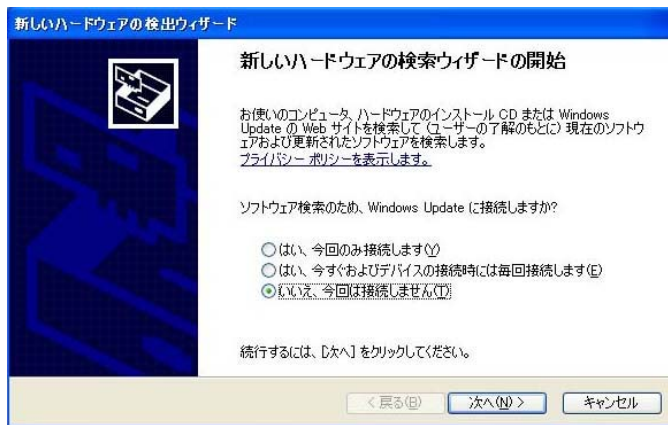 新しいハードウェアの検出ウィザード
新しいハードウェアの検索ウィザードの開始
お使いのコンピュータ、ハードウェアのインストール CD または Windows
Update の Web サイトを検索して (ユーザーの了解のもとに) 現在のソフトウ
ェアおよび更新されたソフトウェアを検索します。
プライバシー ポリシーを表示します。
ソフトウェア検索のため、Windows Update に接続しますか?
はい、今回のみ接続します(Y)
はい、今すぐおよびデバイスの接続時には毎回接続します(E)
いいえ、今回は接続しません(T)
続行するには、[次へ] をクリックしてください。
< 戻る(B) 次へ(N) > キャンセル